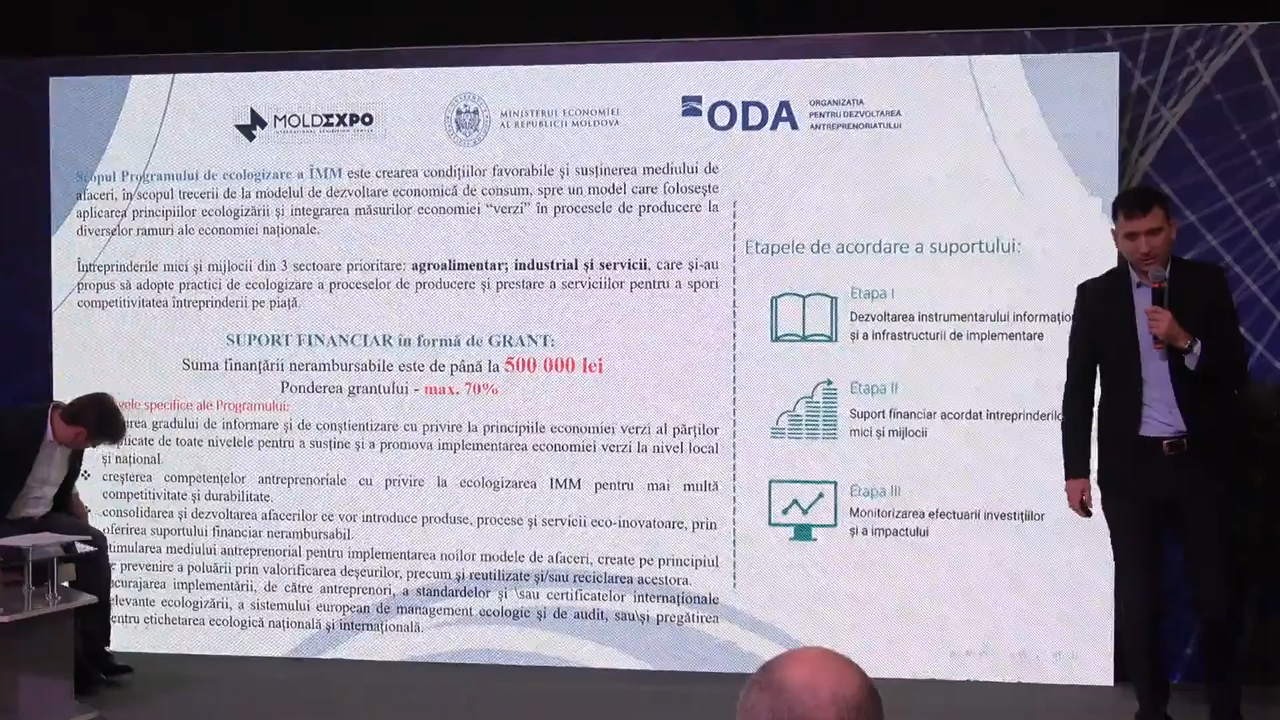 MOLDEXPO
INTERNATIONAL EXHIBITION CENTER
MINISTERUL ECONOMIEI
AL REPUBLICII MOLDOVA
ODA
ORGANIZAȚIA
PENTRU DEZVOLTAREA
ANTREPRENORIATULUI
Scopul Programului de ecologizare a ÎMM este crearea condițiilor favorabile și susținerea mediului de
afaceri, în scopul trecerii de la modelul de dezvoltare economică de consum, spre un model care folosește
aplicarea principiilor ecologizării și integrarea măsurilor economiei “verzi” în procesele de producere la
diverselor ramuri ale economiei naționale.
Întreprinderile mici și mijlocii din 3 sectoare prioritare: agroalimentar; industrial și servicii, care și-au
propus să adopte practici de ecologizare a proceselor de producere și prestare a serviciilor pentru a spori
competitivitatea întreprinderii pe piață.
SUPORT FINANCIAR în formă de GRANT:
Suma finanțării nerambursabile este de până la 500 000 lei
Ponderea grantului - max. 70%
specifice ale Programului:
gradului de informare și de conștientizare cu privire la principiile economiei verzi al părților
de toate nivelele pentru a susține și a promova implementarea economiei verzi la nivel local
și național.
❖ creșterea competențelor antreprenoriale cu privire la ecologizarea IMM pentru mai multă
competitivitate și durabilitate.
consolidarea și dezvoltarea afacerilor ce vor introduce produse, procese și servicii eco-inovatoare, prin
oferirea suportului financiar nerambursabil.
timularea mediului antreprenorial pentru implementarea noilor modele de afaceri, create pe principiul
prevenire a poluării prin valorificarea deșeurilor, precum și reutilizate și/sau reciclarea acestora.
curajarea implementării, de către antreprenori, a standardelor și \sau certificatelor internaționale
levante ecologizării, a sistemului european de management ecologic și de audit, sau\și pregătirea
entru etichetarea ecologică națională și internațională.
Etapele de acordare a suportului:
Etapa I
Dezvoltarea instrumentarului informațio
și a infrastructurii de implementare
Etapa II
Suport financiar acordat întreprinderilo
mici și mijlocii
Etapa III
Monitorizarea efectuarii investițiilor
și a impactului